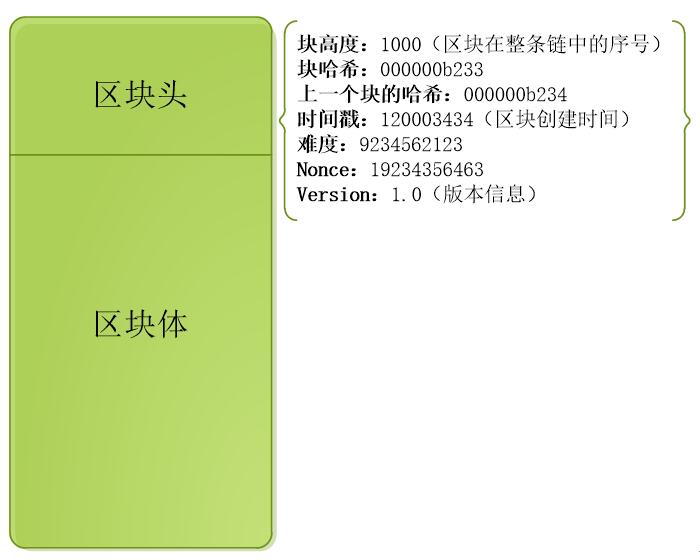 区块头
块高度：1000（区块在整条链中的序号）
块哈希：000000b233
上一个块的哈希：000000b234
时间戳：120003434（区块创建时间）
难度：9234562123
Nonce：19234356463
Version：1.0（版本信息）
区块体